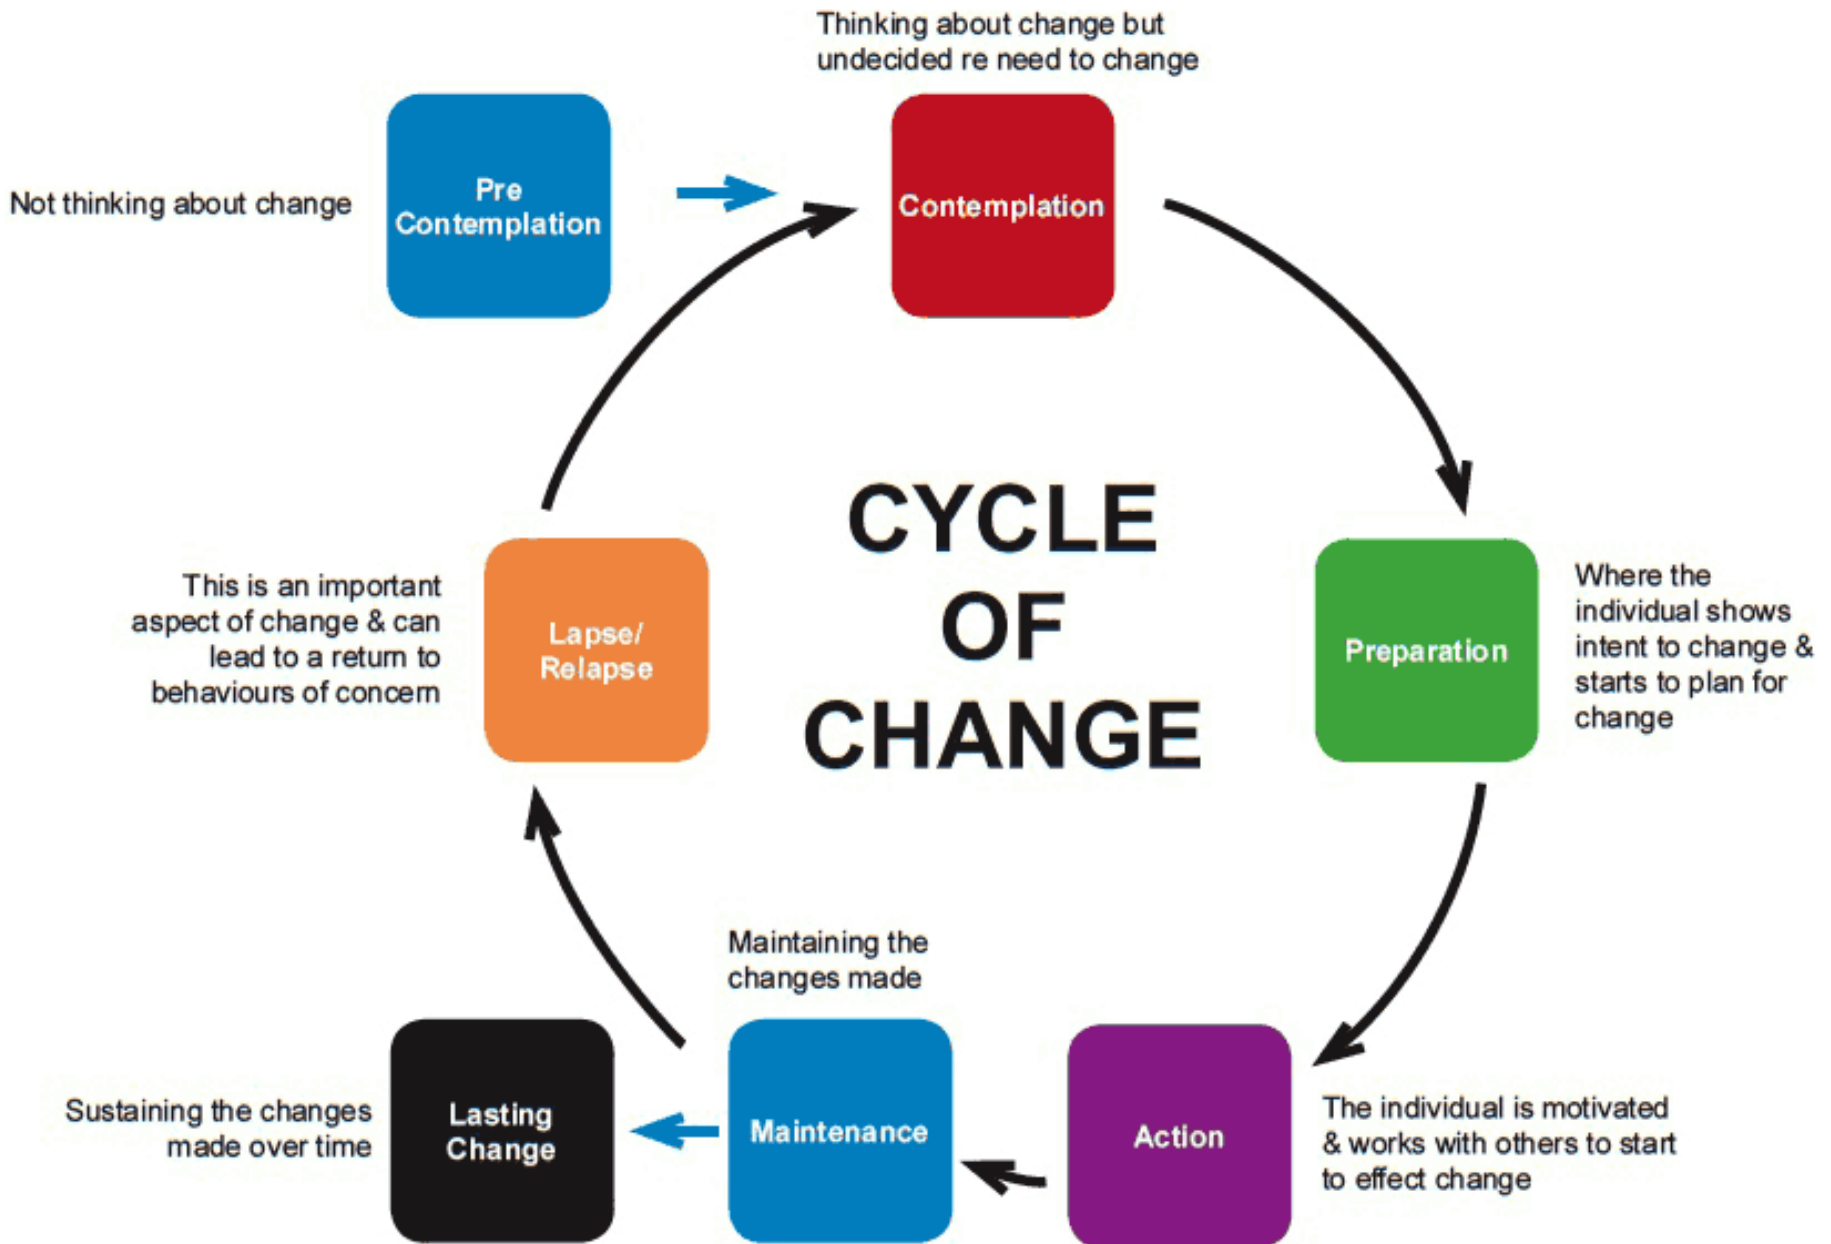 Thinking about change but
undecided re need to change
Not thinking about change
Pre
Contemplation
Contemplation
CYCLE
OF
CHANGE
Preparation
Where the
individual shows
intent to change &
starts to plan for
change
Action
The individual is motivated
& works with others to start
to effect change
Maintaining the
changes made
Maintenance
Lasting
Change
Sustaining the changes
made over time
Lapse/
Relapse
This is an important
aspect of change & can
lead to a return to
behaviours of concern